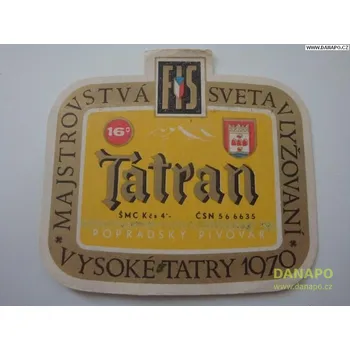 WWW.DANAPO.CZ
FIS
MAJSTROVSTVÁ SVETA V LYŽOVANÍ
16°
Tatran
ŠMC Kčs 4'- ČSN 56 6635
POPRADSKÝ PIVOVAR
VYSOKÉ TATRY 1970
DANAPO
www.danapo.cz